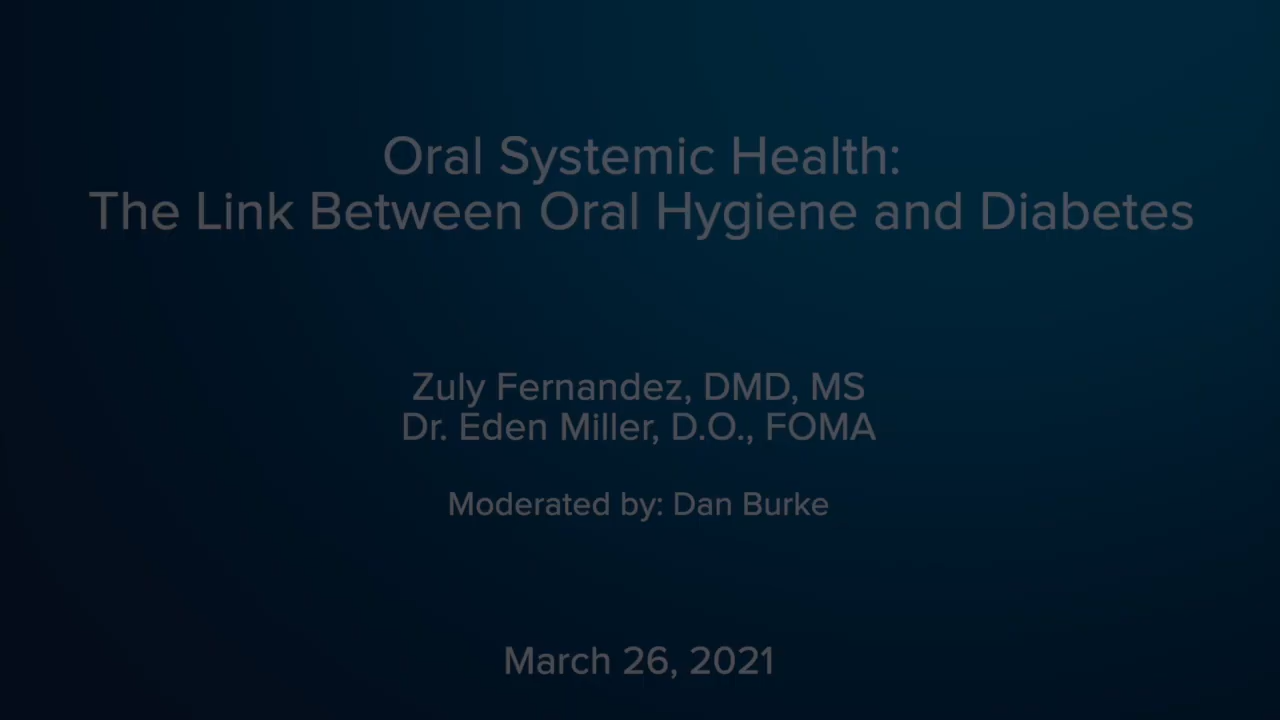 Oral Systemic Health:
The Link Between Oral Hygiene and Diabetes
Zuly Fernandez, DMD, MS
Dr. Eden Miller, D.O., FOMA
Moderated by: Dan Burke
March 26, 2021